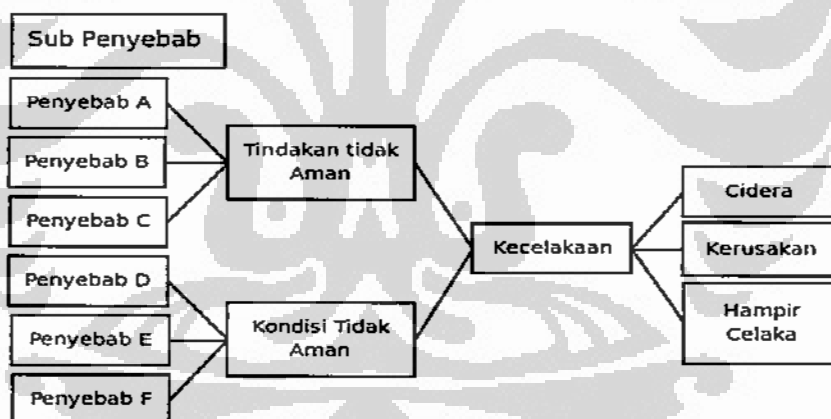 Sub Penyebab
Penyebab A
Penyebab B
Penyebab C
Penyebab D
Penyebab E
Penyebab F
Tindakan tidak
Aman
Kondisi Tidak
Aman
Kecelakaan
Cidera
Kerusakan
Hampir
Celaka